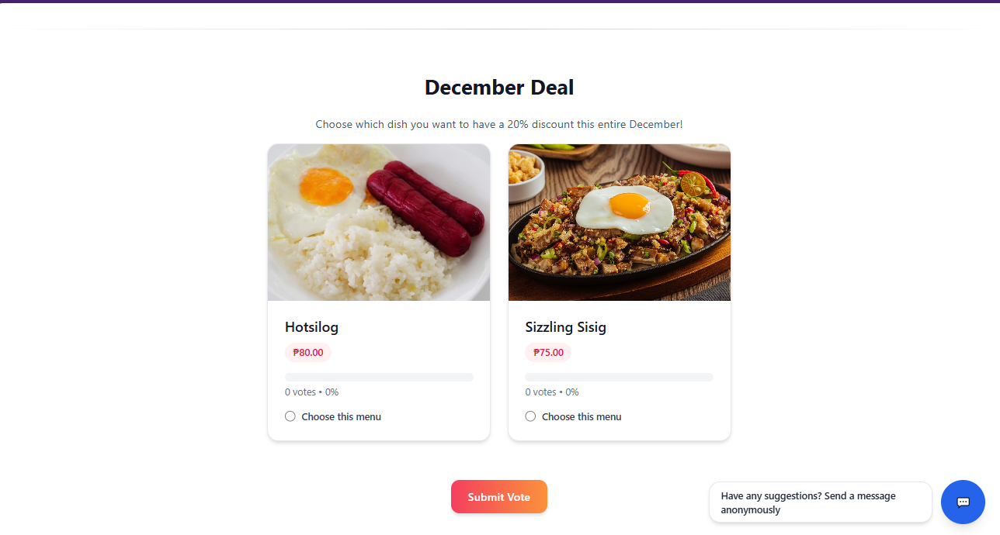 December Deal
Choose which dish you want to have a 20% discount this entire December!
Hotsilog
₱80.00
0 votes • 0%
Choose this menu
Sizzling Sisig
₱75.00
0 votes • 0%
Choose this menu
Submit Vote
Have any suggestions? Send a message
anonymously